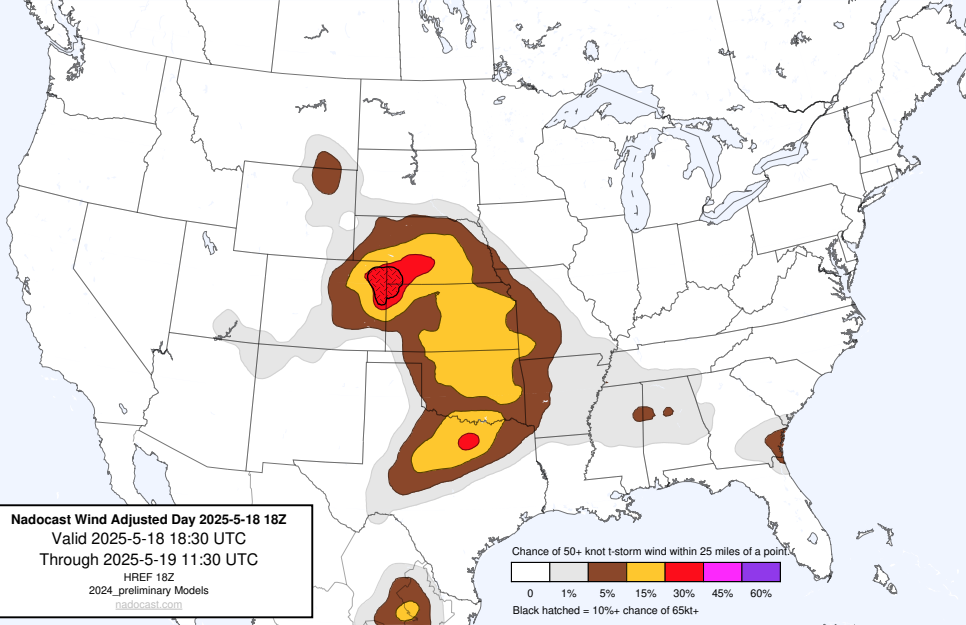 Nadocast Wind Adjusted Day 2025-5-18 18Z
Valid 2025-5-18 18:30 UTC
Through 2025-5-19 11:30 UTC
HREF 18Z
2024_preliminary Models
nadocast.com
Chance of 50+ knot t-storm wind within 25 miles of a point.
0 1% 5% 15% 30% 45% 60%
Black hatched = 10%+ chance of 65kt+